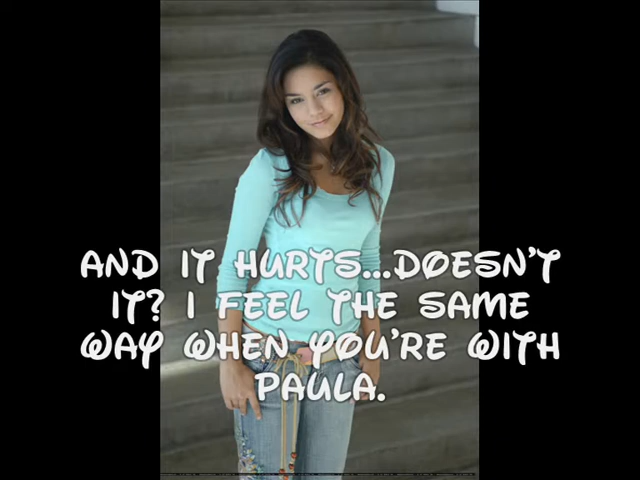 AND IT HURTS...DOESN'T
IT? I FEEL THE SAME
WAY WHEN YOU'RE WITH
PAULA.